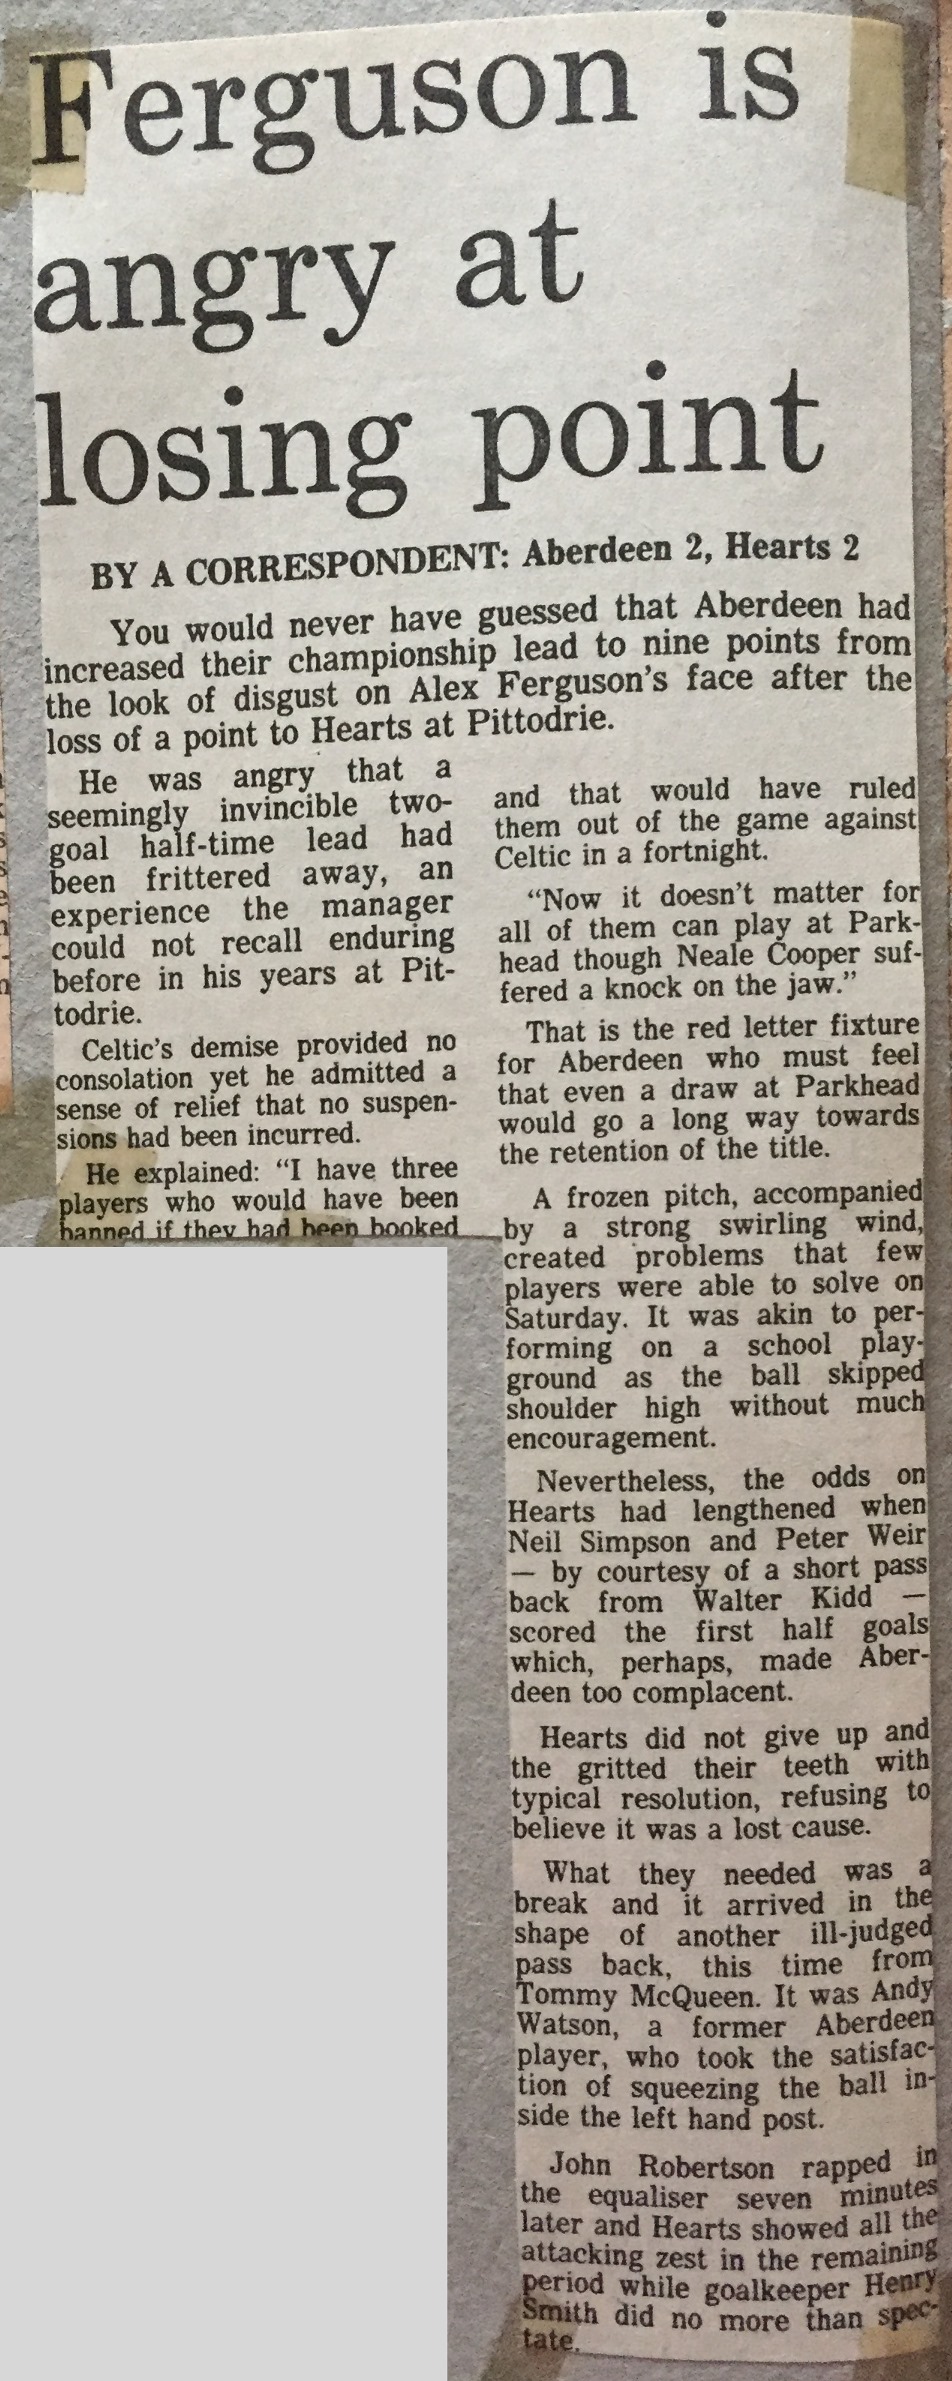 Ferguson is
angry at
losing point
BY A CORRESPONDENT: Aberdeen 2, Hearts 2
You would never have guessed that Aberdeen had
increased their championship lead to nine points from
the look of disgust on Alex Ferguson's face after the
loss of a point to Hearts at Pittodrie.
He was angry that a
seemingly invincible two-
goal half-time lead had
been frittered away, an
experience the manager
could not recall enduring
before in his years at Pit-
todrie.
Celtic's demise provided no
consolation yet he admitted a
sense of relief that no suspen-
sions had been incurred.
He explained: "I have three
players who would have been
banned if they had been booked
and that would have ruled
them out of the game against
Celtic in a fortnight.
"Now it doesn't matter for
all of them can play at Park-
head though Neale Cooper suf-
fered a knock on the jaw."
That is the red letter fixture
for Aberdeen who must feel
that even a draw at Parkhead
would go a long way towards
the retention of the title.
A frozen pitch, accompanied
by a strong swirling wind,
created problems that few
players were able to solve on
Saturday. It was akin to per-
forming on a school play-
ground as the ball skipped
shoulder high without much
encouragement.
Nevertheless, the odds on
Hearts had lengthened when
Neil Simpson and Peter Weir
— by courtesy of a short pass
back from Walter Kidd —
scored the first half goals
which, perhaps, made Aber-
deen too complacent.
Hearts did not give up and
the gritted their teeth with
typical resolution, refusing to
believe it was a lost cause.
What they needed was a
break and it arrived in the
shape of another ill-judged
pass back, this time from
Tommy McQueen. It was Andy
Watson, a former Aberdeen
player, who took the satisfac-
tion of squeezing the ball in-
side the left hand post.
John Robertson rapped in
the equaliser seven minutes
later and Hearts showed all the
attacking zest in the remaining
period while goalkeeper Henry
Smith did no more than spec-
tate.